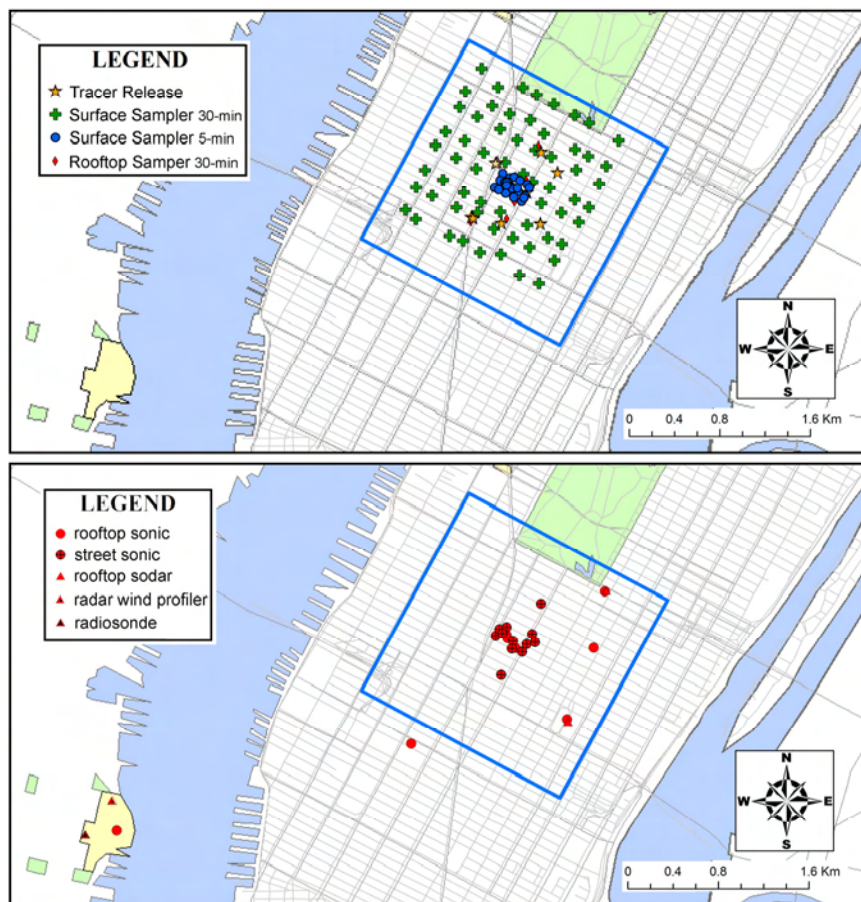 LEGEND
Tracer Release
Surface Sampler 30-min
Surface Sampler 5-min
Rooftop Samper 30-min
N
W E
S
0 0.4 0.8 1.6 Km
LEGEND
rooftop sonic
street sonic
rooftop sodar
radar wind profiler
radiosonde
N
W E
S
0 0.4 0.8 1.6 Km